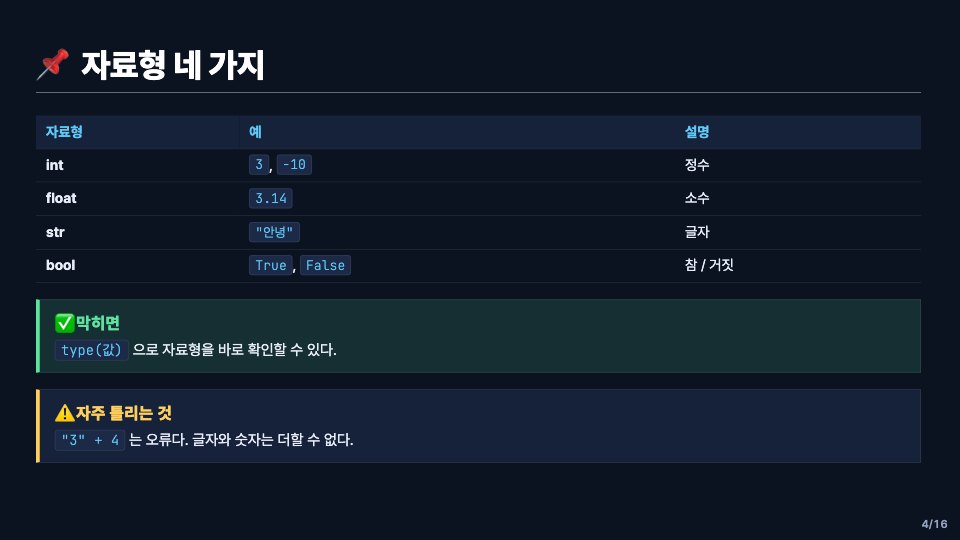 📌 자료형 네 가지
자료형 예 설명
int 3, -10 정수
float 3.14 소수
str "안녕" 글자
bool True, False 참 / 거짓
✅막히면
type(값) 으로 자료형을 바로 확인할 수 있다.
⚠️자주 틀리는 것
"3" + 4 는 오류다. 글자와 숫자는 더할 수 없다.
4/16